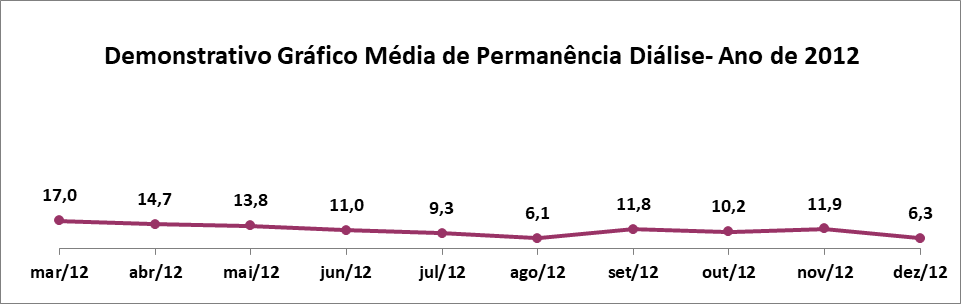 Demonstrativo Gráfico Média de Permanência Diálise- Ano de 2012
17,0 14,7 13,8 11,0 9,3 6,1 11,8 10,2 11,9 6,3
mar/12 abr/12 mai/12 jun/12 jul/12 ago/12 set/12 out/12 nov/12 dez/12